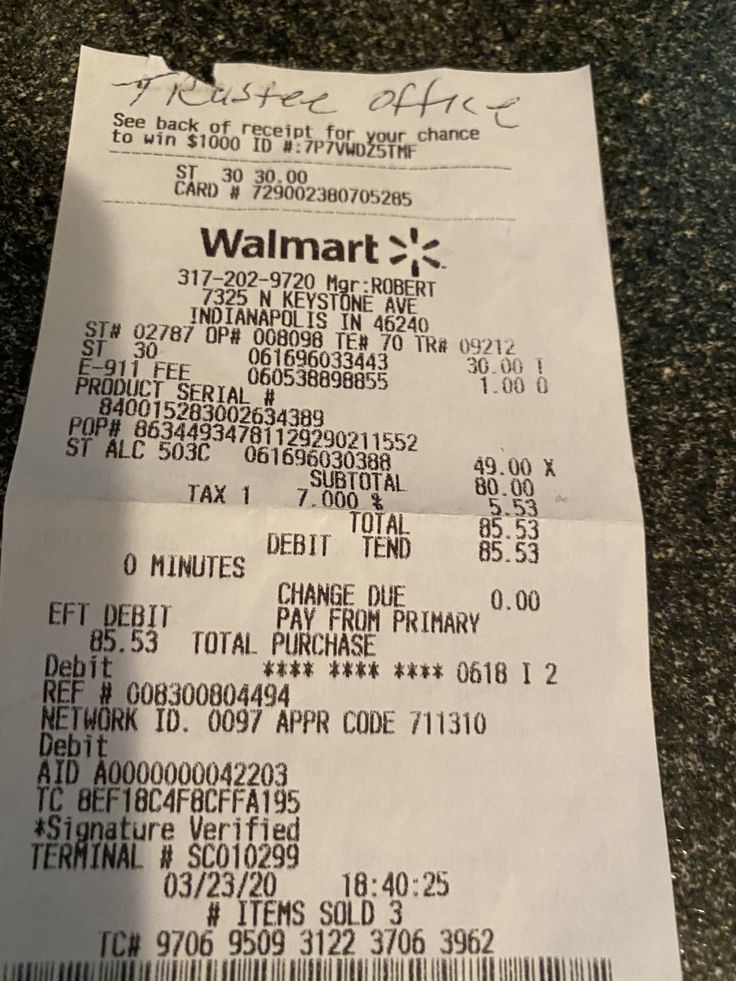 Trustee office
See back of receipt for your chance
to win $1000 ID #:7P7VWDZ5TMF
ST 30 30.00
CARD # 729002380705285
Walmart
317-202-9720 Mgr:ROBERT
7325 N KEYSTONE AVE
INDIANAPOLIS IN 46240
ST# 02787 OP# 008098 TE# 70 TR# 09212
ST 30 061696033443 30.00 T
E-911 FEE 060538898855 1.00 O
PRODUCT SERIAL #
840015283002634389
POP# 86344934781129290211552
ST ALC 503C 061696030388 49.00 X
SUBTOTAL 80.00
TAX 1 7.000 % 5.53
TOTAL 85.53
DEBIT TEND 85.53
0 MINUTES
CHANGE DUE 0.00
EFT DEBIT PAY FROM PRIMARY
85.53 TOTAL PURCHASE
Debit **** **** **** 0618 I 2
REF # 008300804494
NETWORK ID. 0097 APPR CODE 711310
Debit
AID A0000000042203
TC 8EF18C4F8CFFA195
*Signature Verified
TERMINAL # SC010299
03/23/20 18:40:25
# ITEMS SOLD 3
TC# 9706 9509 3122 3706 3962